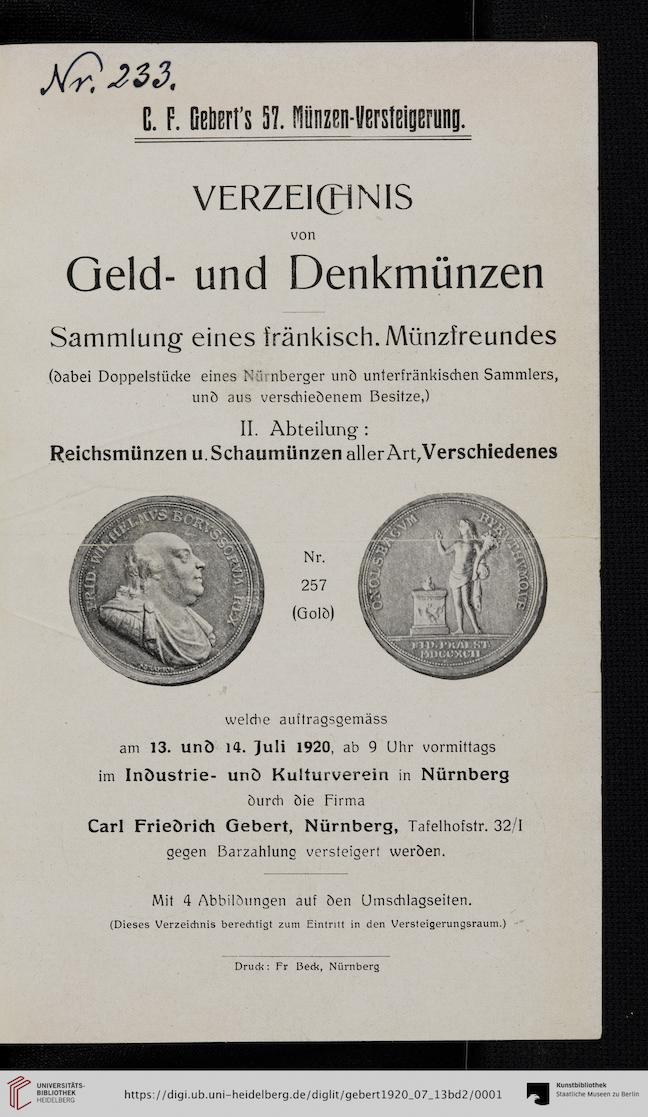 Nr. 233.
C. F. Gebert's 57. Münzen-Versteigerung.
VERZEICHNIS
von
Geld- und Denkmünzen
Sammlung eines fränkisch. Münzfreundes
(dabei Doppelstücke eines Nürnberger und unterfränkischen Sammlers,
und aus verschiedenem Besitze,)
II. Abteilung:
Reichsmünzen u. Schaumünzen aller Art, Verschiedenes
FRID. WILHELMVS BORVSSORVM REX
Nr.
257
(Gold)
ONOLSBACVM
FID. PRAEST.
MDCCXCII
welche auftragsgemäss
am 13. und 14. Juli 1920, ab 9 Uhr vormittags
im Industrie- und Kulturverein in Nürnberg
durch die Firma
Carl Friedrich Gebert, Nürnberg, Tafelhofstr. 32/I
gegen Barzahlung versteigert werden.
Mit 4 Abbildungen auf den Umschlagseiten.
(Dieses Verzeichnis berechtigt zum Eintritt in den Versteigerungsraum.)
Druck: Fr Beck, Nürnberg
UNIVERSITÄTS-
BIBLIOTHEK
HEIDELBERG
https://digi.ub.uni-heidelberg.de/diglit/gebert1920_07_13bd2/0001
Kunstbibliothek
Staatliche Museen zu Berlin